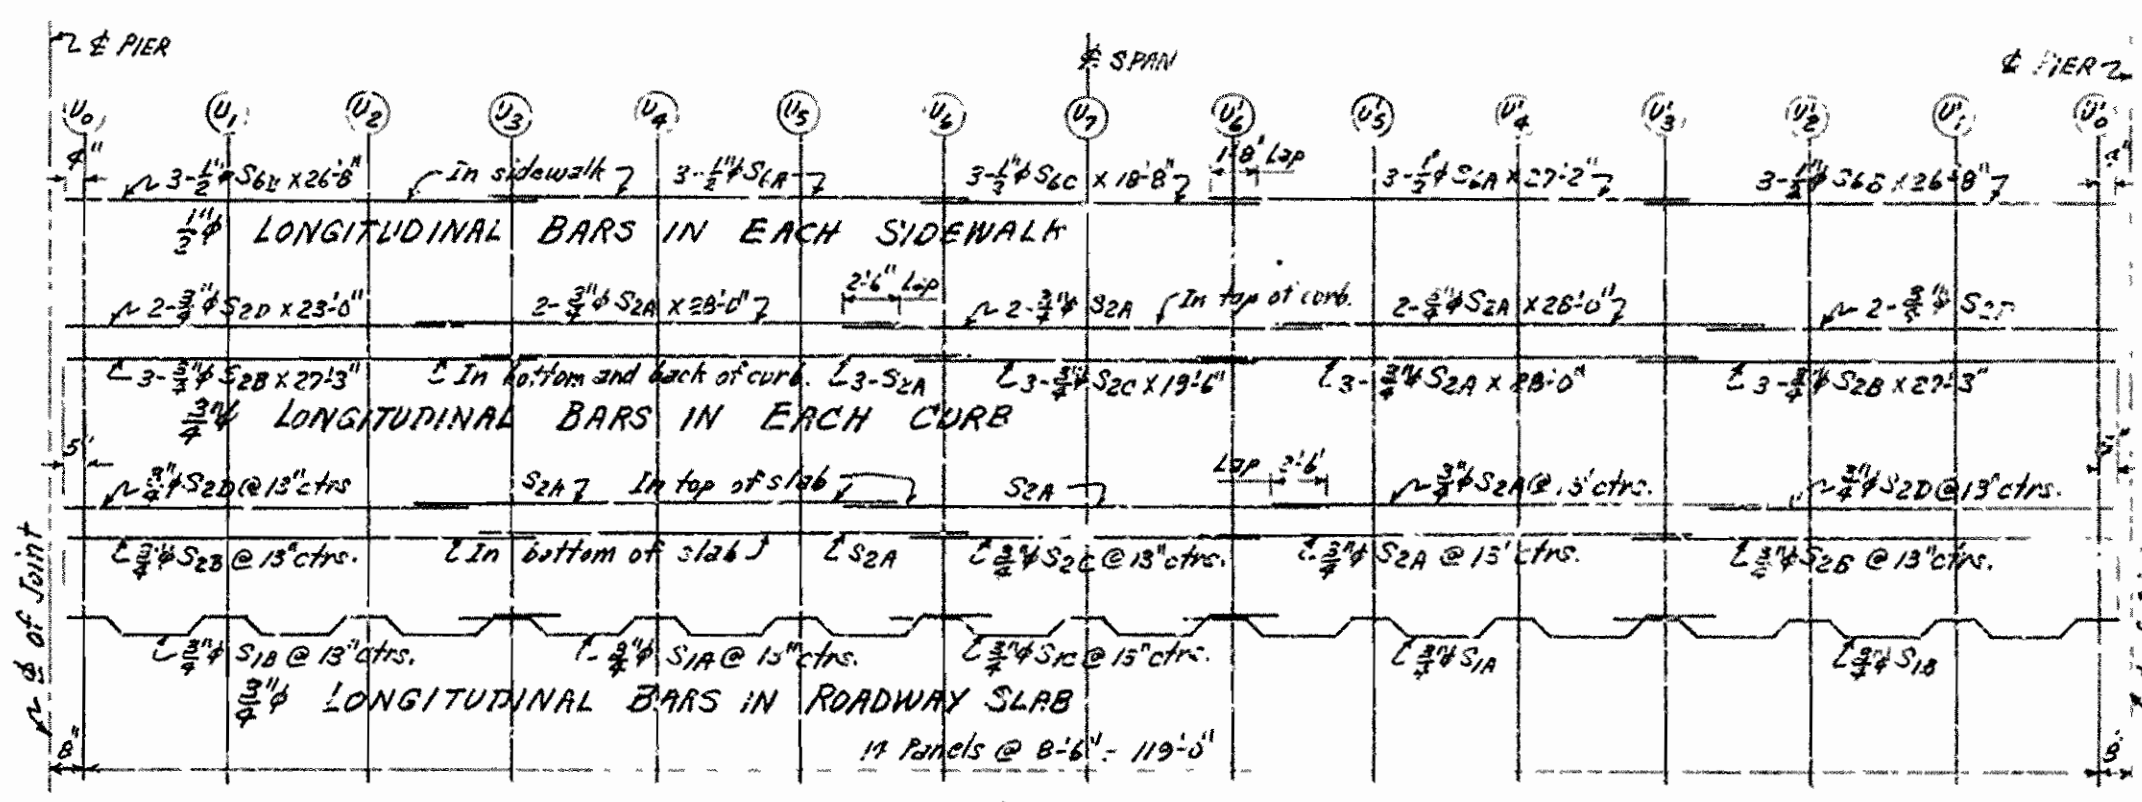 ℄ PIER
℄ SPAN
℄ PIER
U0 U1 U2 U3 U4 U5 U6 U7 U'6 U'5 U'4 U'3 U'2 U'1 U'0
4"
3-1/2"ϕ S6B x 26'-8"
In sidewalk
3-1/2"ϕ S6A
3-1/2"ϕ S6C x 18'-8"
1'-8" Lap
3-1/2"ϕ S6A x 27'-2"
3-1/2"ϕ S6B x 26'-8"
1/2"ϕ LONGITUDINAL BARS IN EACH SIDEWALK
2-3/4"ϕ S2D x 23'-0"
2-3/4"ϕ S2A x 28'-0"
2'-6" Lap
2-3/4"ϕ S2A
In top of curb.
2-3/4"ϕ S2A x 28'-0"
2-3/4"ϕ S2D
3-3/4"ϕ S2B x 27'-3"
In bottom and back of curb.
3-S2A
3-3/4"ϕ S2C x 19'-6"
3-3/4"ϕ S2A x 28'-0"
3-3/4"ϕ S2B x 27'-3"
3/4"ϕ LONGITUDINAL BARS IN EACH CURB
5"
3/4"ϕ S2D @ 13" ctrs
S2A
In top of slab
S2A
Lap 2'-6"
3/4"ϕ S2A @ 13" ctrs.
3/4"ϕ S2D @ 13" ctrs.
3/4"ϕ S2B @ 13" ctrs.
In bottom of slab
S2A
3/4"ϕ S2C @ 13" ctrs.
3/4"ϕ S2A @ 13" ctrs.
3/4"ϕ S2B @ 13" ctrs.
℄ of Joint
3/4"ϕ S1B @ 13" ctrs.
3/4"ϕ S1A @ 13" ctrs.
3/4"ϕ S1C @ 13" ctrs.
3/4"ϕ S1A
3/4"ϕ S1B
3/4"ϕ LONGITUDINAL BARS IN ROADWAY SLAB
8"
14 Panels @ 8'-6" = 119'-0"
8"